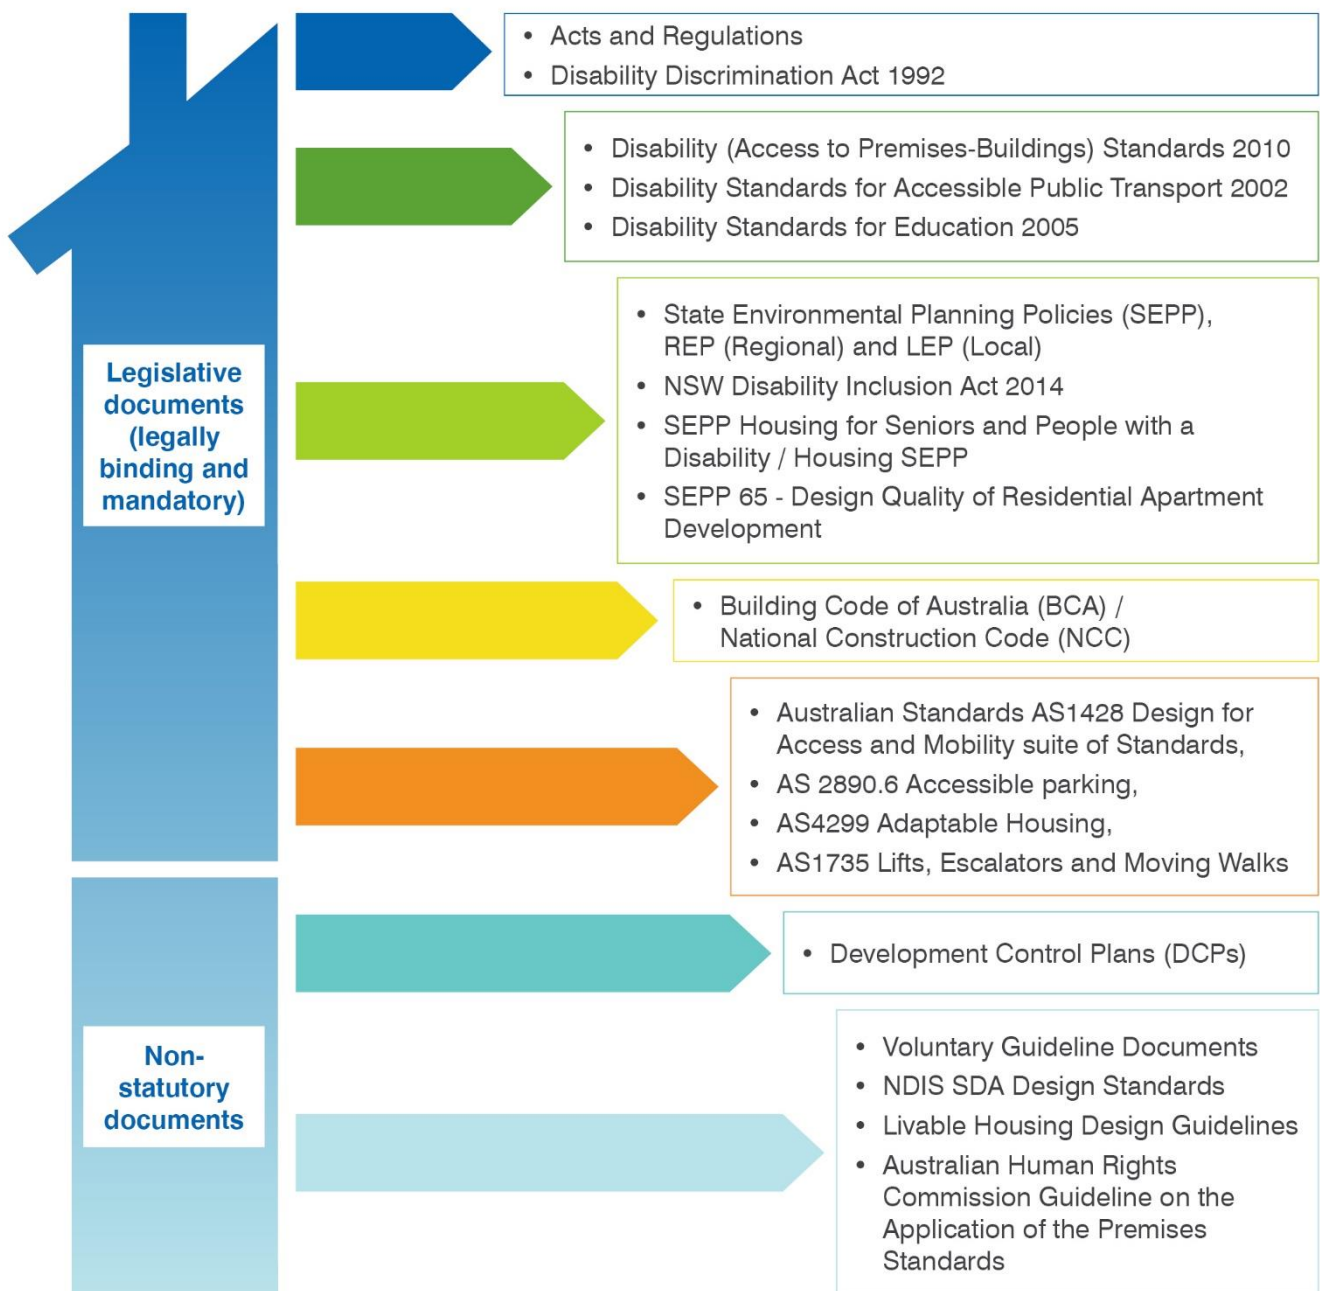 • Acts and Regulations
• Disability Discrimination Act 1992
• Disability (Access to Premises-Buildings) Standards 2010
• Disability Standards for Accessible Public Transport 2002
• Disability Standards for Education 2005
Legislative
documents
(legally
binding and
mandatory)
• State Environmental Planning Policies (SEPP),
REP (Regional) and LEP (Local)
• NSW Disability Inclusion Act 2014
• SEPP Housing for Seniors and People with a
Disability / Housing SEPP
• SEPP 65 - Design Quality of Residential Apartment
Development
• Building Code of Australia (BCA) /
National Construction Code (NCC)
• Australian Standards AS1428 Design for
Access and Mobility suite of Standards,
• AS 2890.6 Accessible parking,
• AS4299 Adaptable Housing,
• AS1735 Lifts, Escalators and Moving Walks
• Development Control Plans (DCPs)
Non-
statutory
documents
• Voluntary Guideline Documents
• NDIS SDA Design Standards
• Livable Housing Design Guidelines
• Australian Human Rights
Commission Guideline on the
Application of the Premises
Standards